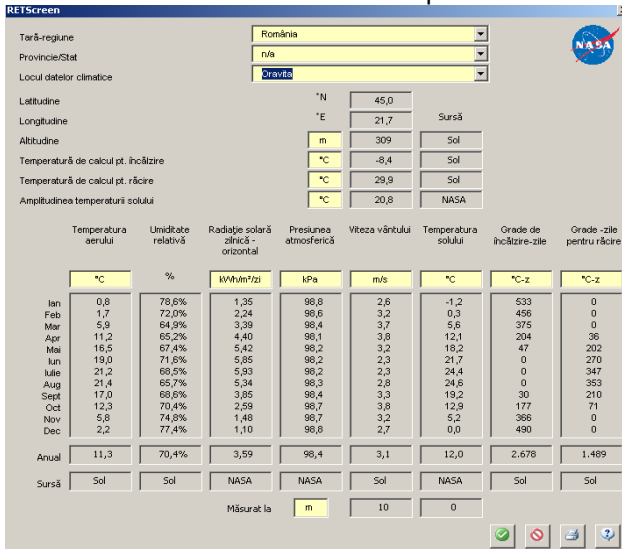 RETScreen
Tară-regiune România
Provincie/Stat n/a
Locul datelor climatice Oravita
NASA
Latitudine °N 45,0
Longitudine °E 21,7 Sursă
Altitudine m 309 Sol
Temperatură de calcul pt. încălzire °C -8,4 Sol
Temperatură de calcul pt. răcire °C 29,9 Sol
Amplitudinea temperaturii solului °C 20,8 NASA
Temperatura aerului Umiditate relativă Radiaţie solară zilnică - orizontal Presiunea atmosferică Viteza vântului Temperatura solului Grade de încălzire-zile Grade -zile pentru răcire
°C % kWh/m²/zi kPa m/s °C °C-z °C-z
Ian 0,8 78,6% 1,35 98,8 2,6 -1,2 533 0
Feb 1,7 72,0% 2,24 98,6 3,2 0,3 456 0
Mar 5,9 64,9% 3,39 98,4 3,7 5,6 375 0
Apr 11,2 65,2% 4,40 98,1 3,8 12,1 204 36
Mai 16,5 67,4% 5,42 98,2 3,2 18,2 47 202
Iun 19,0 71,6% 5,85 98,2 2,3 21,7 0 270
Iulie 21,2 68,5% 5,93 98,2 2,3 24,4 0 347
Aug 21,4 65,7% 5,34 98,3 2,8 24,6 0 353
Sept 17,0 68,6% 3,85 98,4 3,3 19,2 30 210
Oct 12,3 70,4% 2,59 98,7 3,8 12,9 177 71
Nov 5,8 74,8% 1,48 98,7 3,2 5,2 366 0
Dec 2,2 77,4% 1,10 98,8 2,7 0,0 490 0
Anual 11,3 70,4% 3,59 98,4 3,1 12,0 2.678 1.489
Sursă Sol Sol NASA NASA Sol NASA Sol Sol
Măsurat la m 10 0